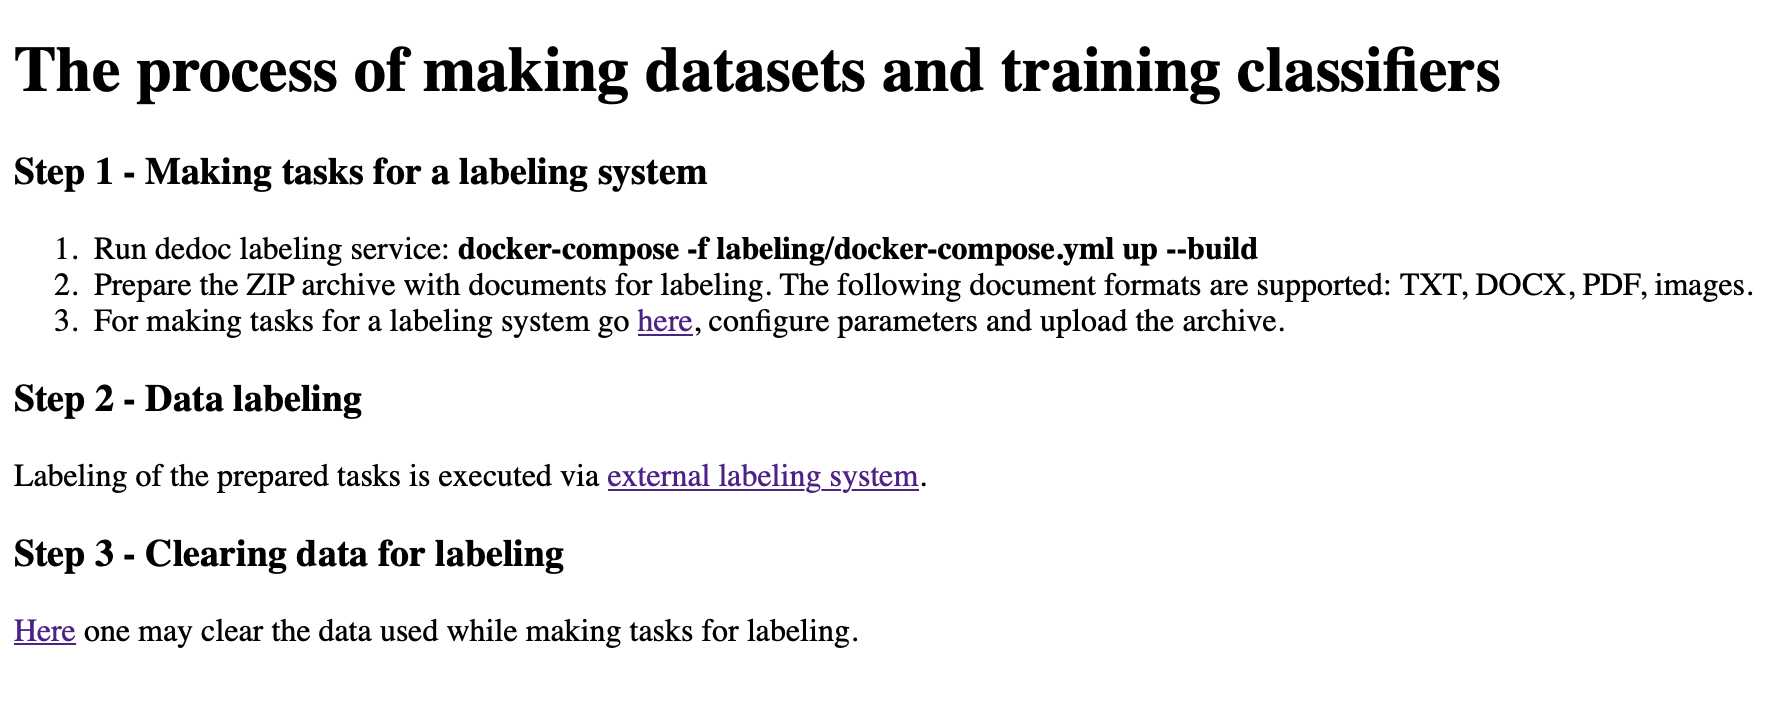 The process of making datasets and training classifiers
Step 1 - Making tasks for a labeling system
1. Run dedoc labeling service: docker-compose -f labeling/docker-compose.yml up --build
2. Prepare the ZIP archive with documents for labeling. The following document formats are supported: TXT, DOCX, PDF, images.
3. For making tasks for a labeling system go here, configure parameters and upload the archive.
Step 2 - Data labeling
Labeling of the prepared tasks is executed via external labeling system.
Step 3 - Clearing data for labeling
Here one may clear the data used while making tasks for labeling.